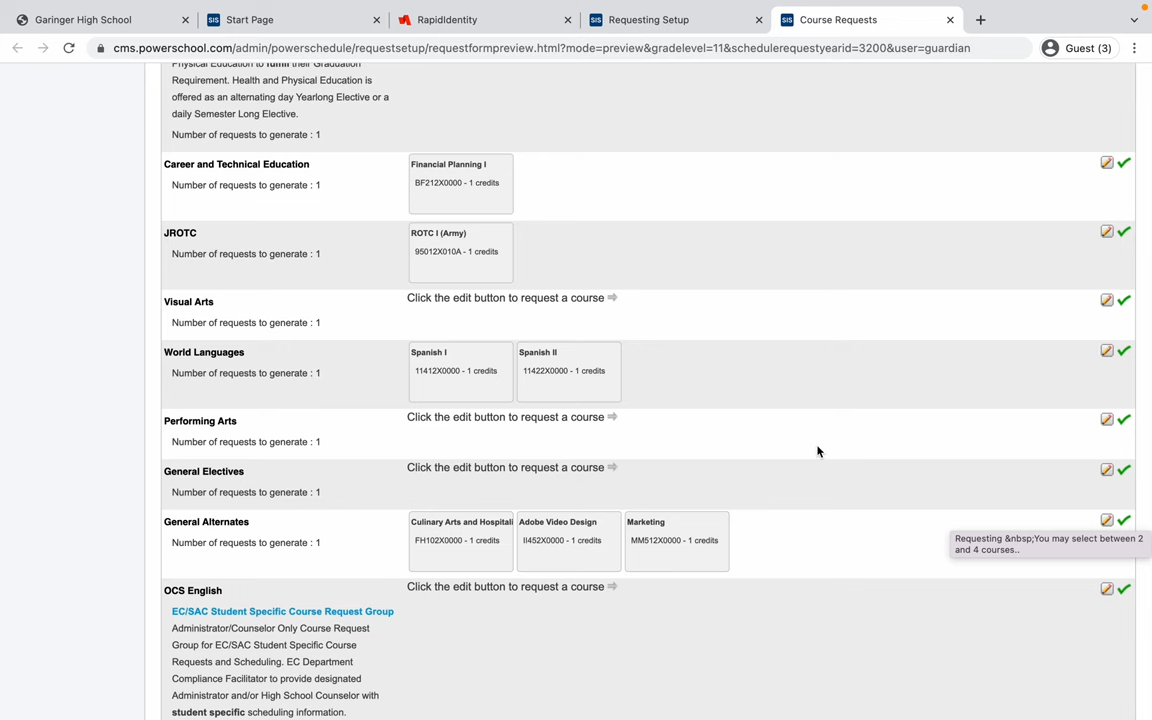 Garinger High School
Start Page
RapidIdentity
Requesting Setup
Course Requests
cms.powerschool.com/admin/powerschedule/requestsetup/requestformpreview.html?mode=preview&gradelevel=11&schedulerequestyearid=3200&user=guardian
Guest (3)
Physical Education to fulfill their Graduation
Requirement. Health and Physical Education is
offered as an alternating day Yearlong Elective or a
daily Semester Long Elective.
Number of requests to generate : 1
Career and Technical Education
Number of requests to generate : 1
Financial Planning I
BF212X0000 - 1 credits
JROTC
Number of requests to generate : 1
ROTC I (Army)
95012X010A - 1 credits
Visual Arts
Click the edit button to request a course
Number of requests to generate : 1
World Languages
Number of requests to generate : 1
Spanish I
11412X0000 - 1 credits
Spanish II
11422X0000 - 1 credits
Performing Arts
Click the edit button to request a course
Number of requests to generate : 1
General Electives
Click the edit button to request a course
Number of requests to generate : 1
General Alternates
Number of requests to generate : 1
Culinary Arts and Hospitali
FH102X0000 - 1 credits
Adobe Video Design
II452X0000 - 1 credits
Marketing
MM512X0000 - 1 credits
Requesting &nbsp;You may select between 2
and 4 courses..
OCS English
Click the edit button to request a course
EC/SAC Student Specific Course Request Group
Administrator/Counselor Only Course Request
Group for EC/SAC Student Specific Course
Requests and Scheduling. EC Department
Compliance Facilitator to provide designated
Administrator and/or High School Counselor with
student specific scheduling information.